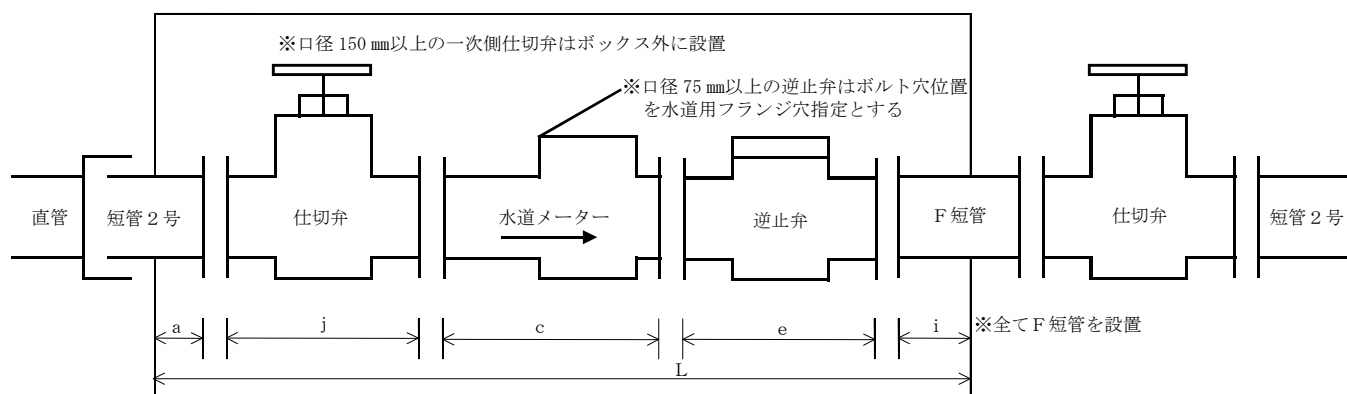 ※口径 150 ㎜以上の一次側仕切弁はボックス外に設置
※口径 75 ㎜以上の逆止弁はボルト穴位置
を水道用フランジ穴指定とする
直管
短管２号
仕切弁
水道メーター
逆止弁
Ｆ短管
仕切弁
短管２号
a
j
c
e
i
※全てＦ短管を設置
L